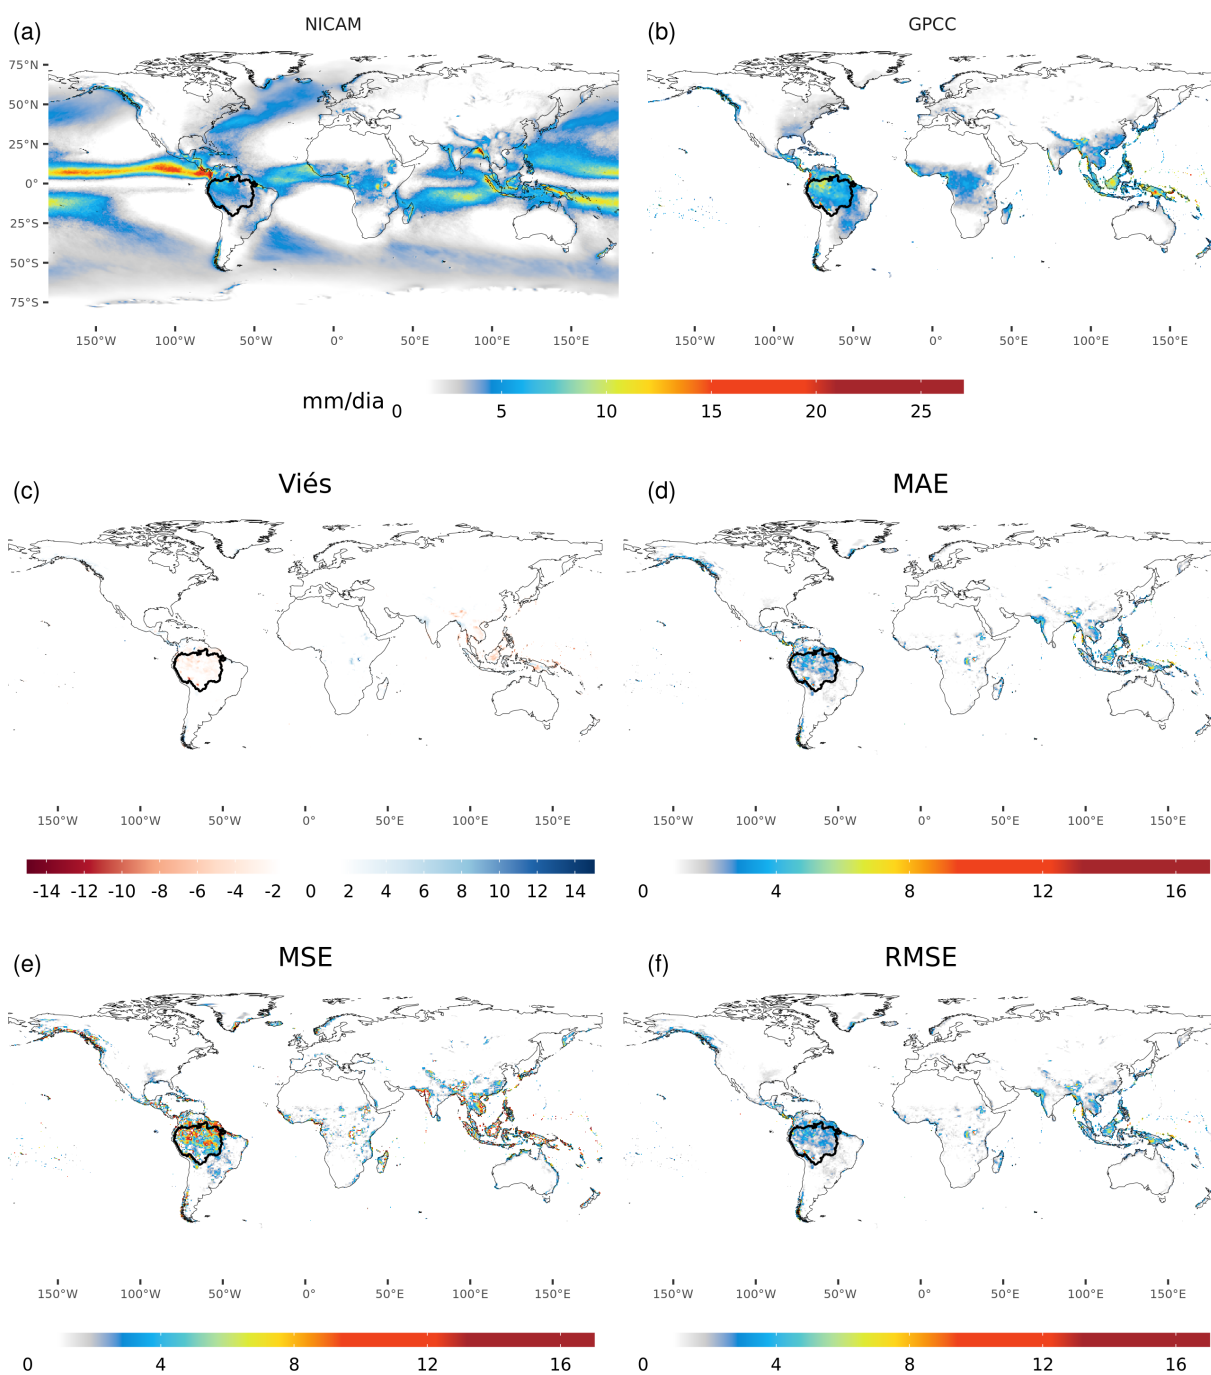 (a) NICAM (b) GPCC
75°N
50°N
25°N
0°
25°S
50°S
75°S
150°W 100°W 50°W 0° 50°E 100°E 150°E 150°W 100°W 50°W 0° 50°E 100°E 150°E
mm/dia 0 5 10 15 20 25
(c) Viés (d) MAE
150°W 100°W 50°W 0° 50°E 100°E 150°E 150°W 100°W 50°W 0° 50°E 100°E 150°E
-14 -12 -10 -8 -6 -4 -2 0 2 4 6 8 10 12 14 0 4 8 12 16
(e) MSE (f) RMSE
150°W 100°W 50°W 0° 50°E 100°E 150°E 150°W 100°W 50°W 0° 50°E 100°E 150°E
0 4 8 12 16 0 4 8 12 16